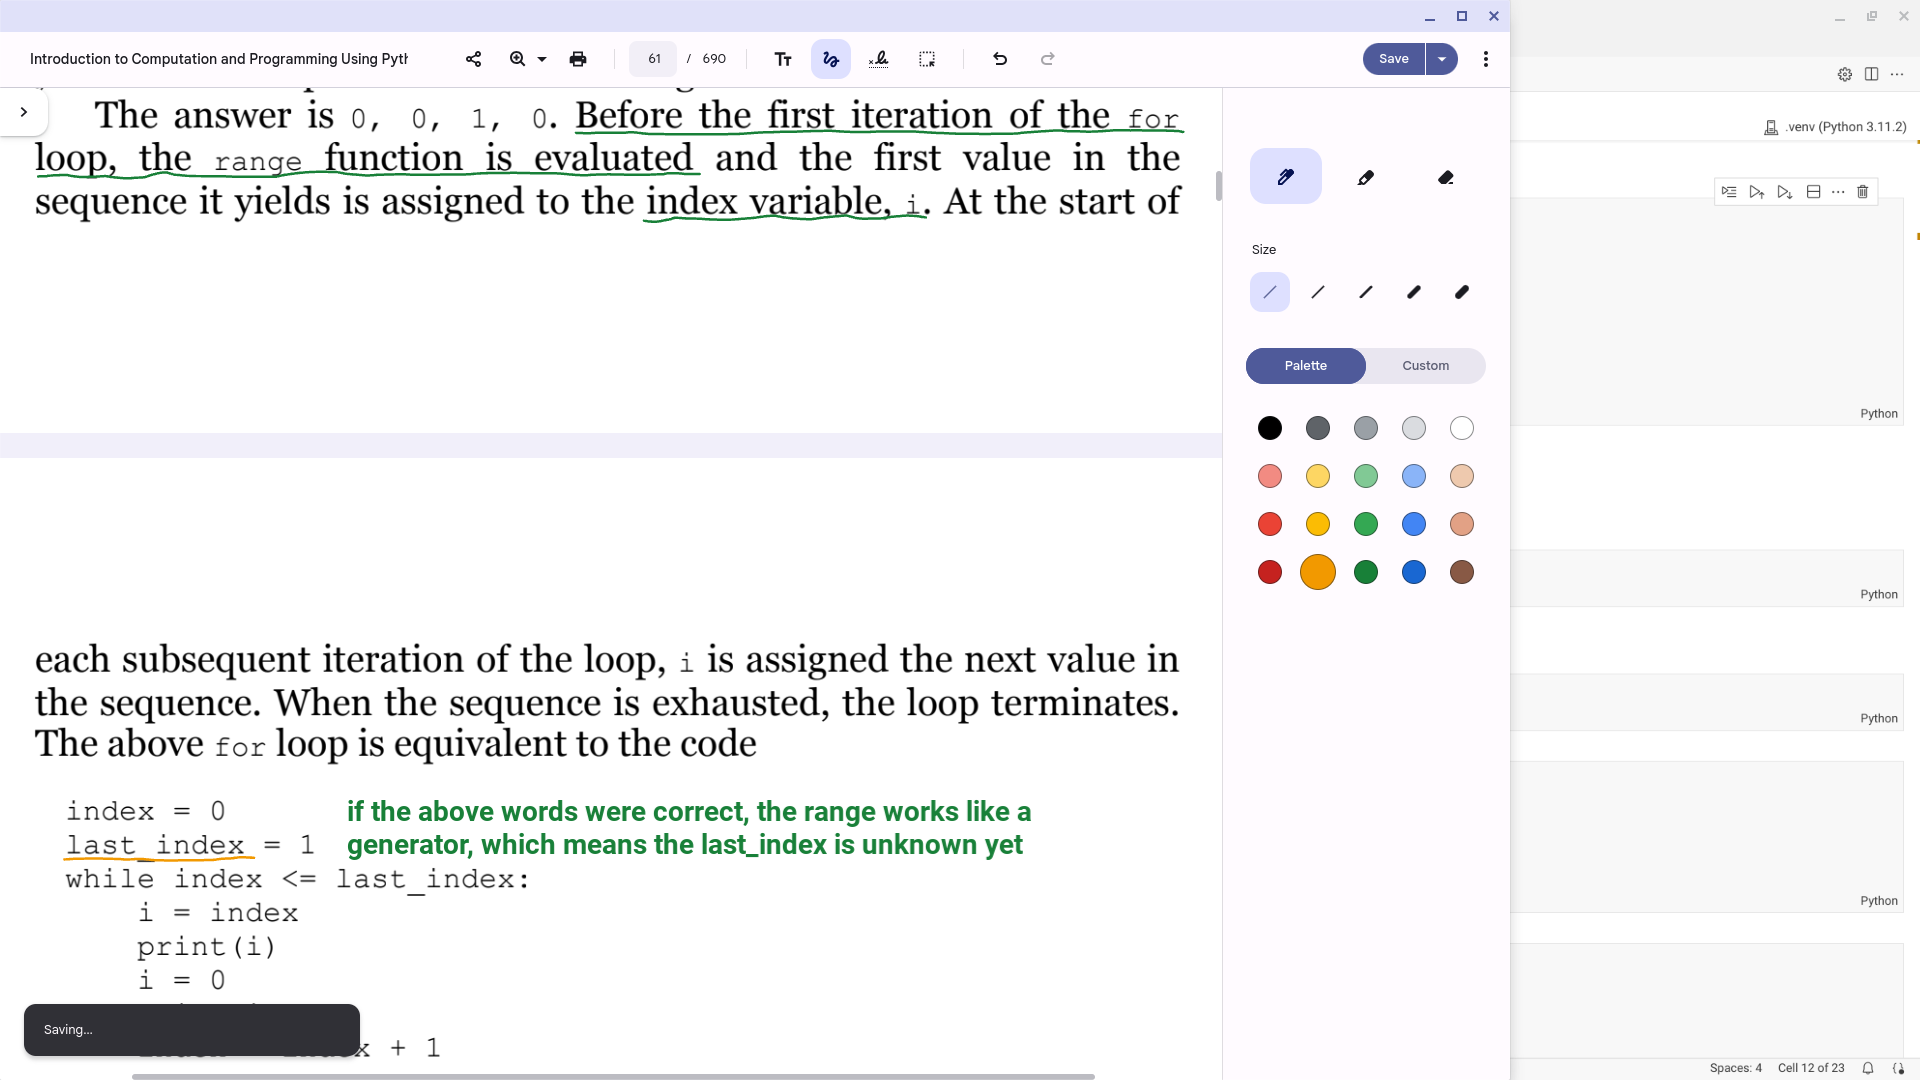 Introduction to Computation and Programming Using Pyth
61 / 690
Save
.venv (Python 3.11.2)
The answer is 0, 0, 1, 0. Before the first iteration of the for
loop, the range function is evaluated and the first value in the
sequence it yields is assigned to the index variable, i. At the start of
each subsequent iteration of the loop, i is assigned the next value in
the sequence. When the sequence is exhausted, the loop terminates.
The above for loop is equivalent to the code
index = 0
last_index = 1
while index <= last_index:
i = index
print(i)
i = 0
x + 1
if the above words were correct, the range works like a
generator, which means the last_index is unknown yet
Saving...
Size
Palette
Custom
Python
Python
Python
Python
Spaces: 4
Cell 12 of 23